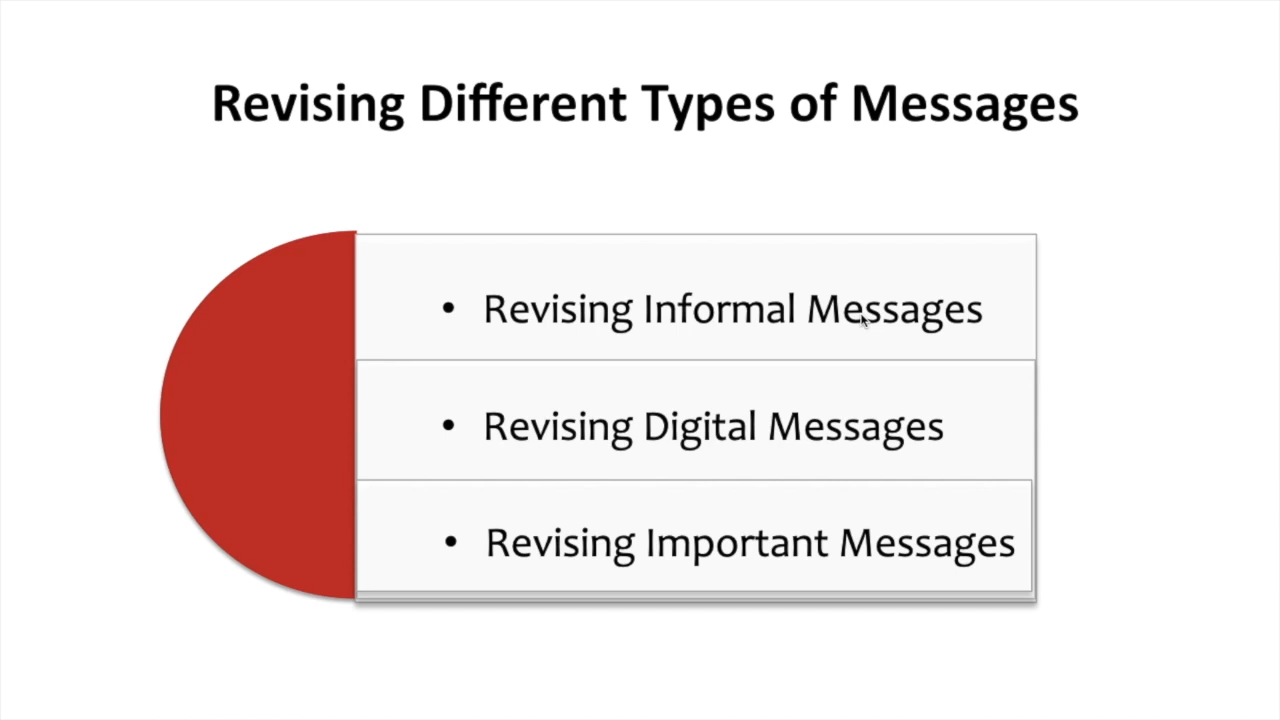 Revising Different Types of Messages
• Revising Informal Messages
• Revising Digital Messages
• Revising Important Messages